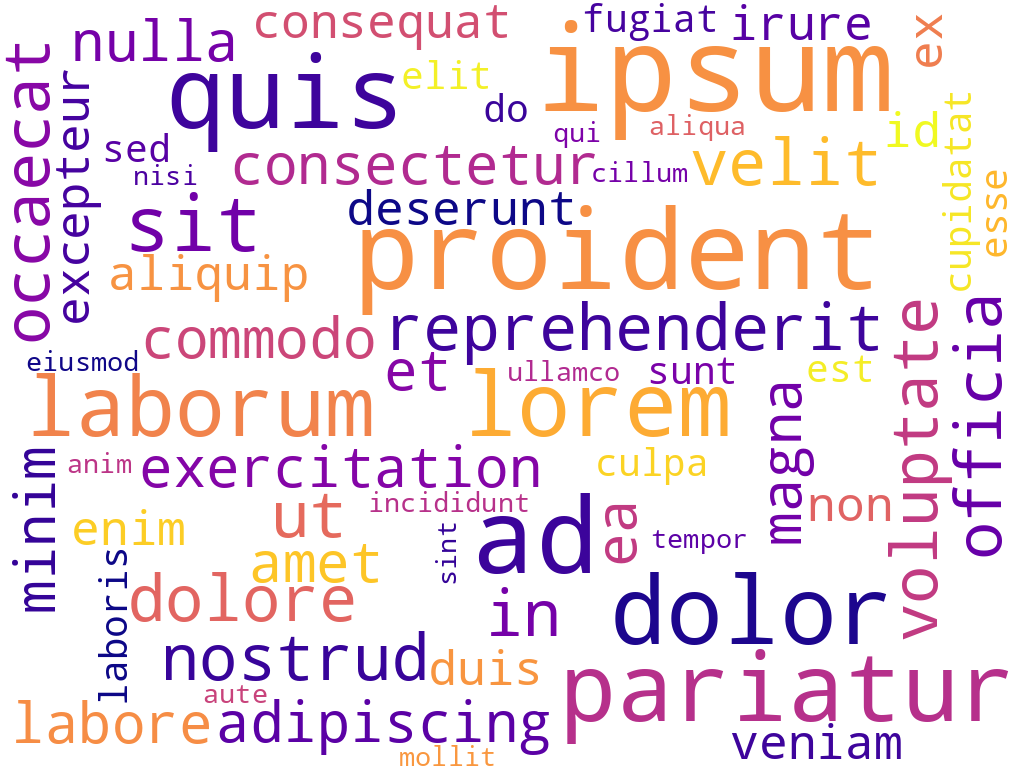 consequat
fugiat
irure
ex
nulla
occaecat
quis
ipsum
excepteur
elit
do
qui
aliqua
id
cupidatat
sed
nisi
consectetur
cillum
velit
esse
sit
deserunt
proident
aliquip
commodo
reprehenderit
voluptate
officia
eiusmod
et
ullamco
sunt
est
laborum
lorem
magna
minim
anim
exercitation
culpa
incididunt
non
enim
ut
ad
ea
sint
tempor
amet
laboris
dolore
in
dolor
nostrud
duis
pariatur
aute
labore
adipiscing
veniam
mollit